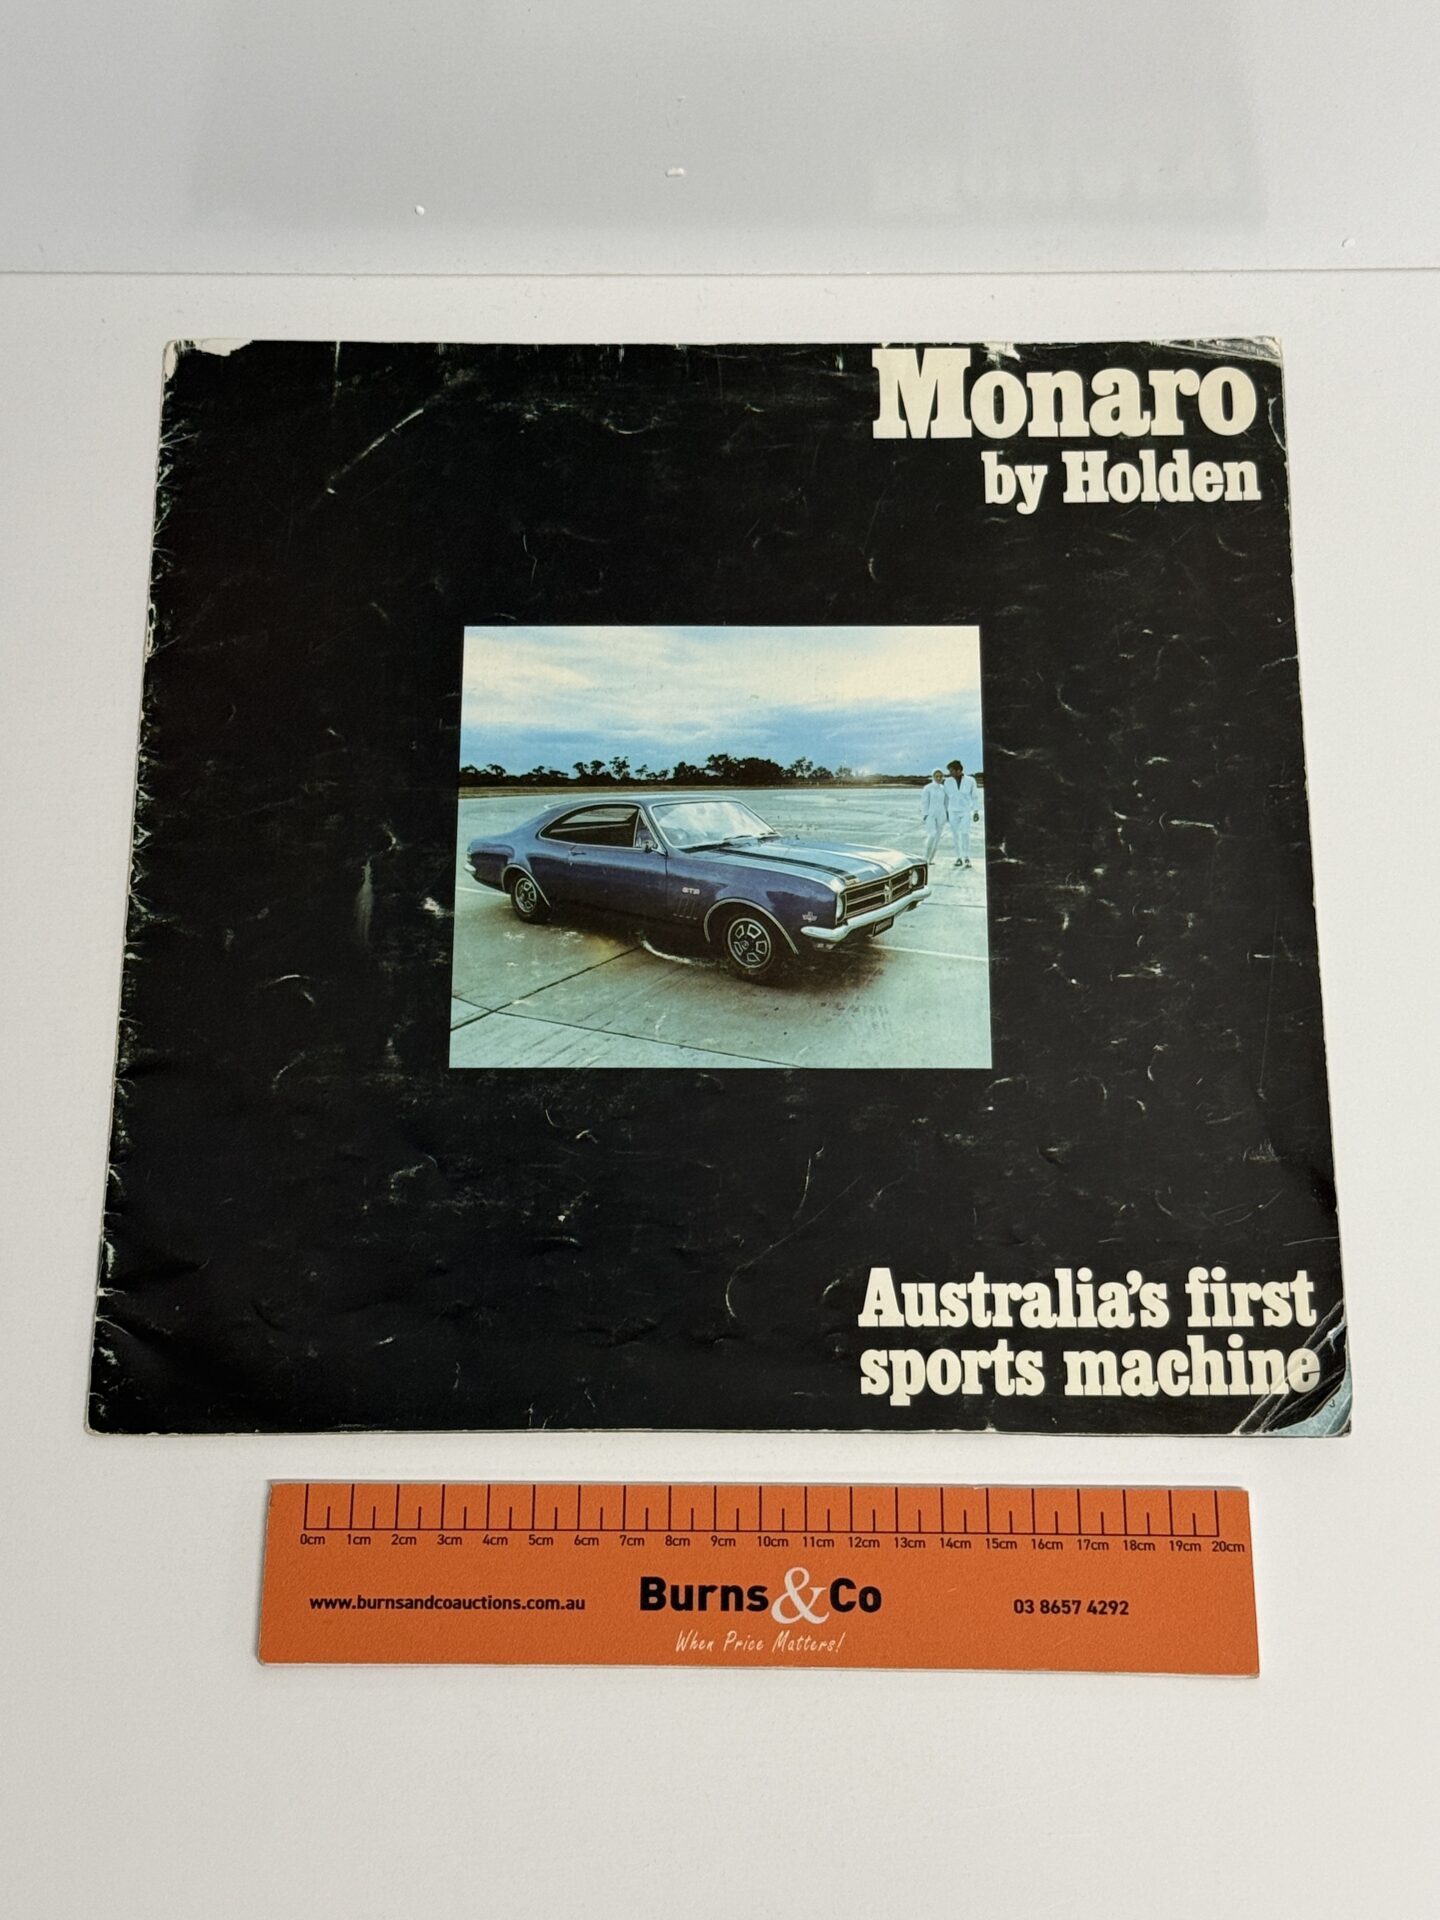 Monaro
by Holden
GTS
Australia's first
sports machine
0cm 1cm 2cm 3cm 4cm 5cm 6cm 7cm 8cm 9cm 10cm 11cm 12cm 13cm 14cm 15cm 16cm 17cm 18cm 19cm 20cm
www.burnsandcoauctions.com.au
Burns&Co
03 8657 4292
When Price Matters!